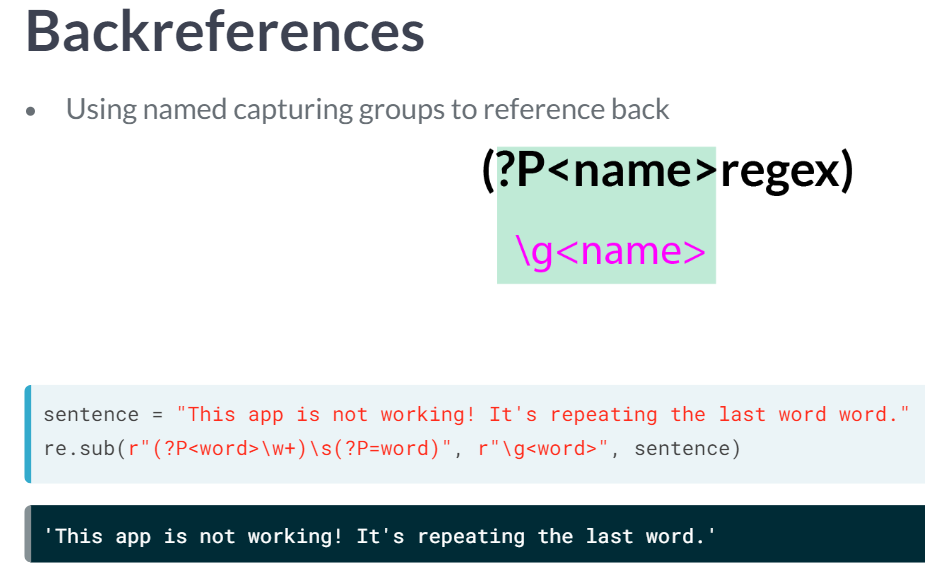 Backreferences
• Using named capturing groups to reference back
(?P<name>regex)
\g<name>
sentence = "This app is not working! It's repeating the last word word."
re.sub(r"(?P<word>\w+)\s(?P=word)", r"\g<word>", sentence)
'This app is not working! It's repeating the last word.'